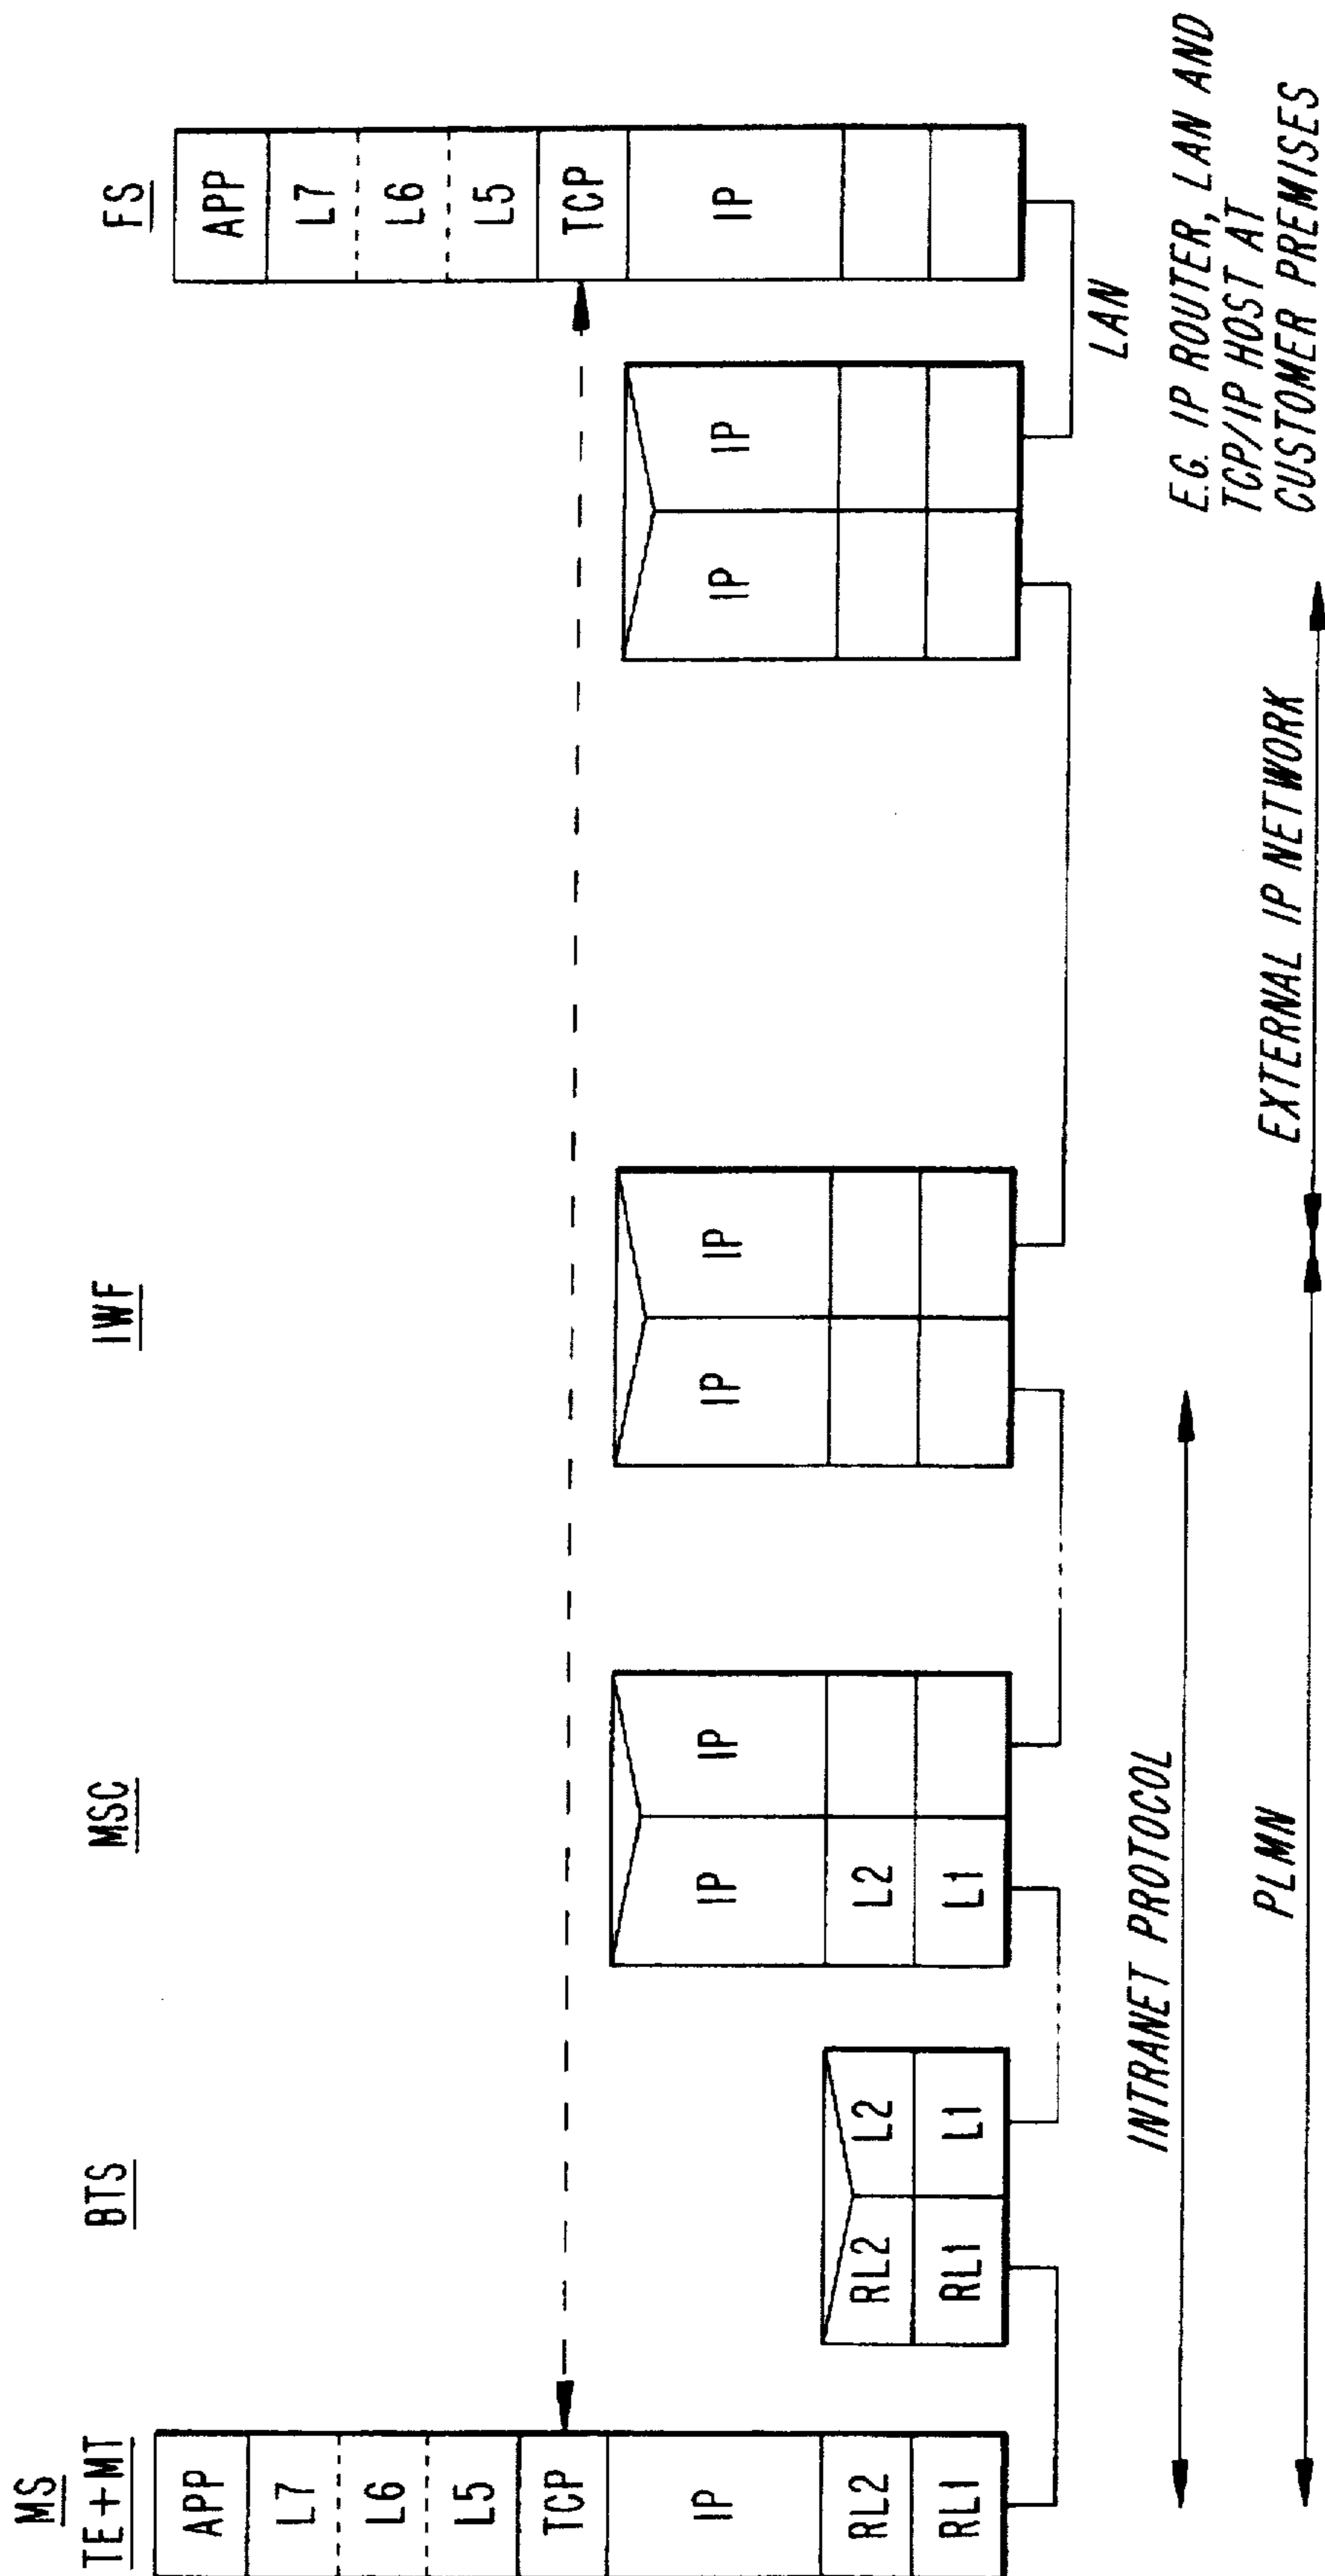 MS
TE+MT
APP
L7
L6
L5
TCP
IP
RL2
RL1
BTS
RL2
L2
RL1
L1
MSC
IP
IP
L2
L1
IWF
IP
IP
IP
IP
FS
APP
L7
L6
L5
TCP
IP
LAN
INTRANET PROTOCOL
PLMN
EXTERNAL IP NETWORK
E.G. IP ROUTER, LAN AND
TCP/IP HOST AT
CUSTOMER PREMISES